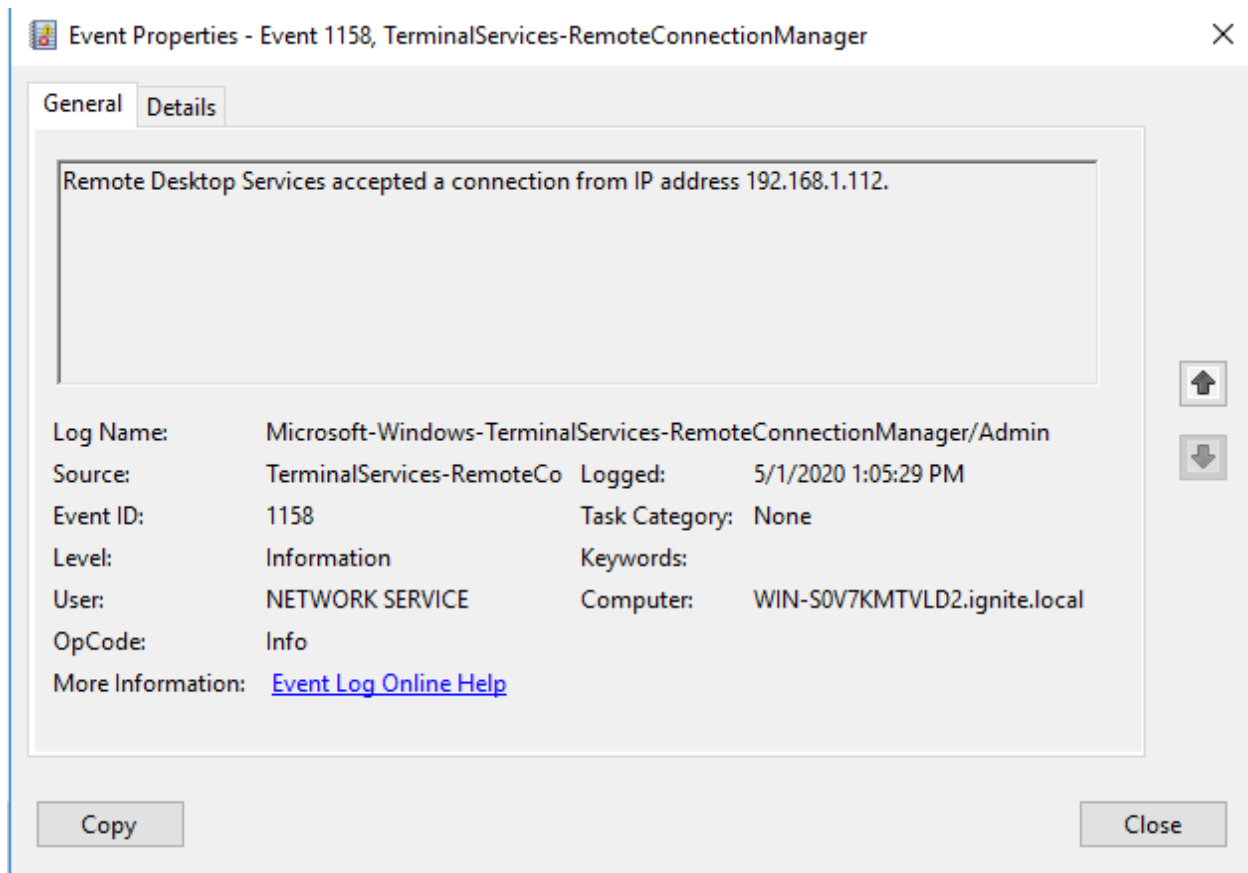 Event Properties - Event 1158, TerminalServices-RemoteConnectionManager
General Details
Remote Desktop Services accepted a connection from IP address 192.168.1.112.
Log Name: Microsoft-Windows-TerminalServices-RemoteConnectionManager/Admin
Source: TerminalServices-RemoteCo Logged: 5/1/2020 1:05:29 PM
Event ID: 1158 Task Category: None
Level: Information Keywords:
User: NETWORK SERVICE Computer: WIN-S0V7KMTVLD2.ignite.local
OpCode: Info
More Information: Event Log Online Help
Copy Close